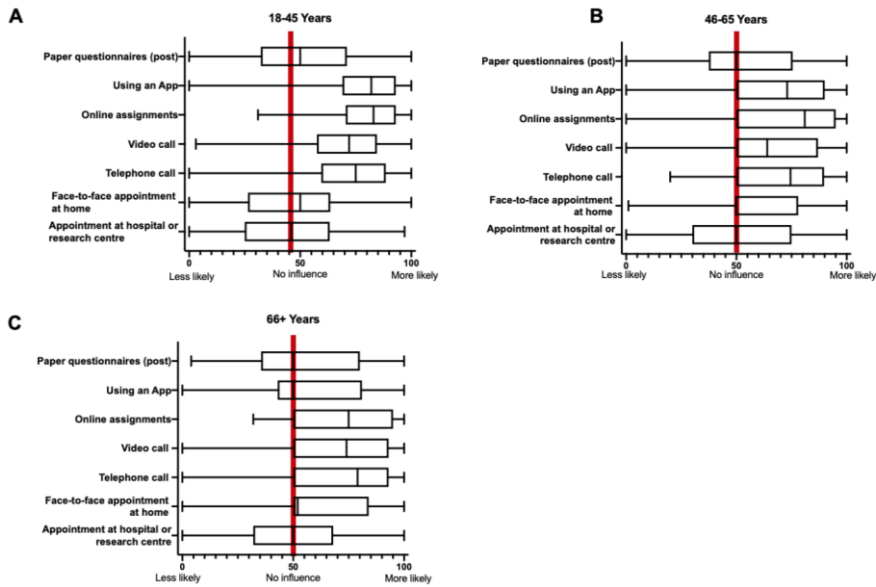 A
18-45 Years
Paper questionnaires (post)
Using an App
Online assignments
Video call
Telephone call
Face-to-face appointment
at home
Appointment at hospital or
research centre
0
50
100
Less likely
No influence
More likely
B
46-65 Years
Paper questionnaires (post)
Using an App
Online assignments
Video call
Telephone call
Face-to-face appointment
at home
Appointment at hospital or
research centre
0
50
100
Less likely
No influence
More likely
C
66+ Years
Paper questionnaires (post)
Using an App
Online assignments
Video call
Telephone call
Face-to-face appointment
at home
Appointment at hospital or
research centre
0
50
100
Less likely
No influence
More likely